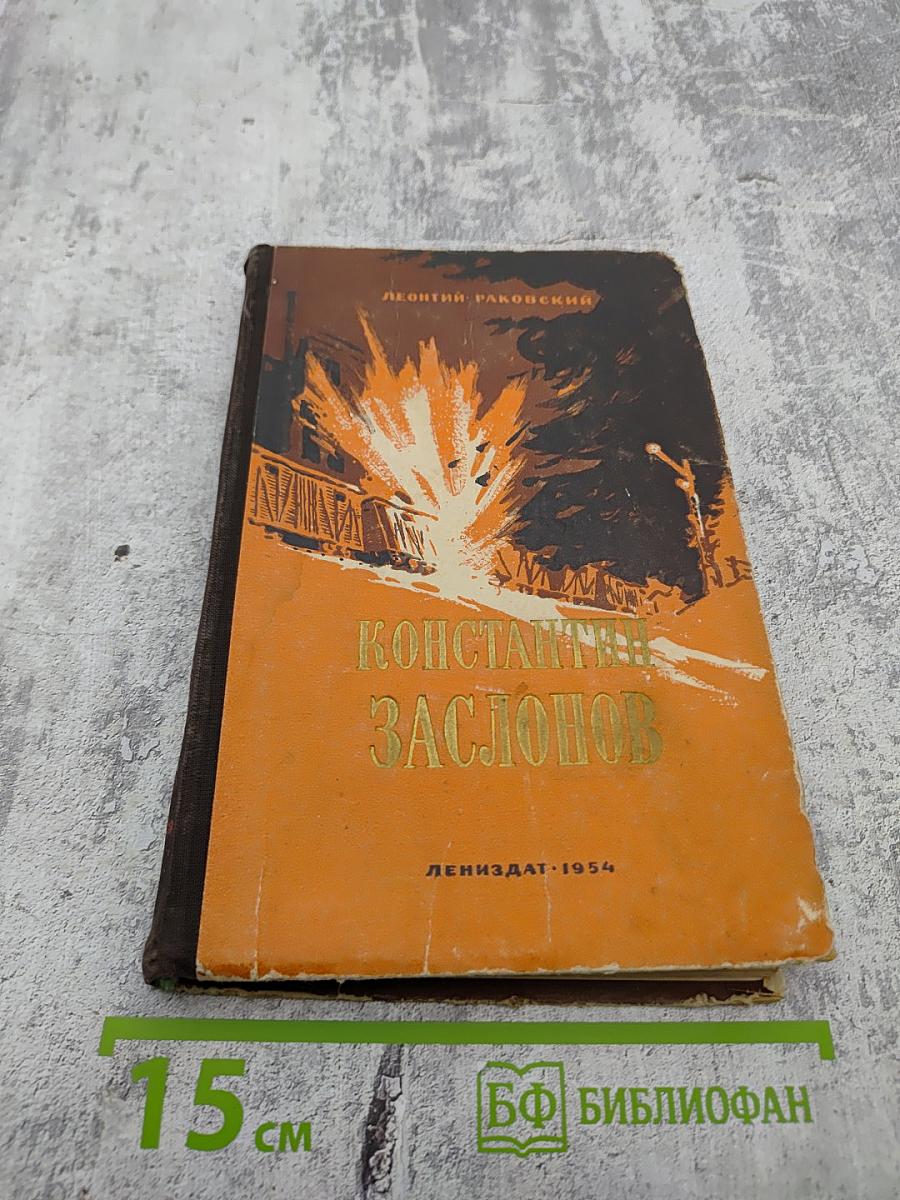 ЛЕОНТИЙ РАКОВСКИЙ
КОНСТАНТИН
ЗАСЛОНОВ
ЛЕНИЗДАТ·1954
15 см
БФ БИБЛИОФАН